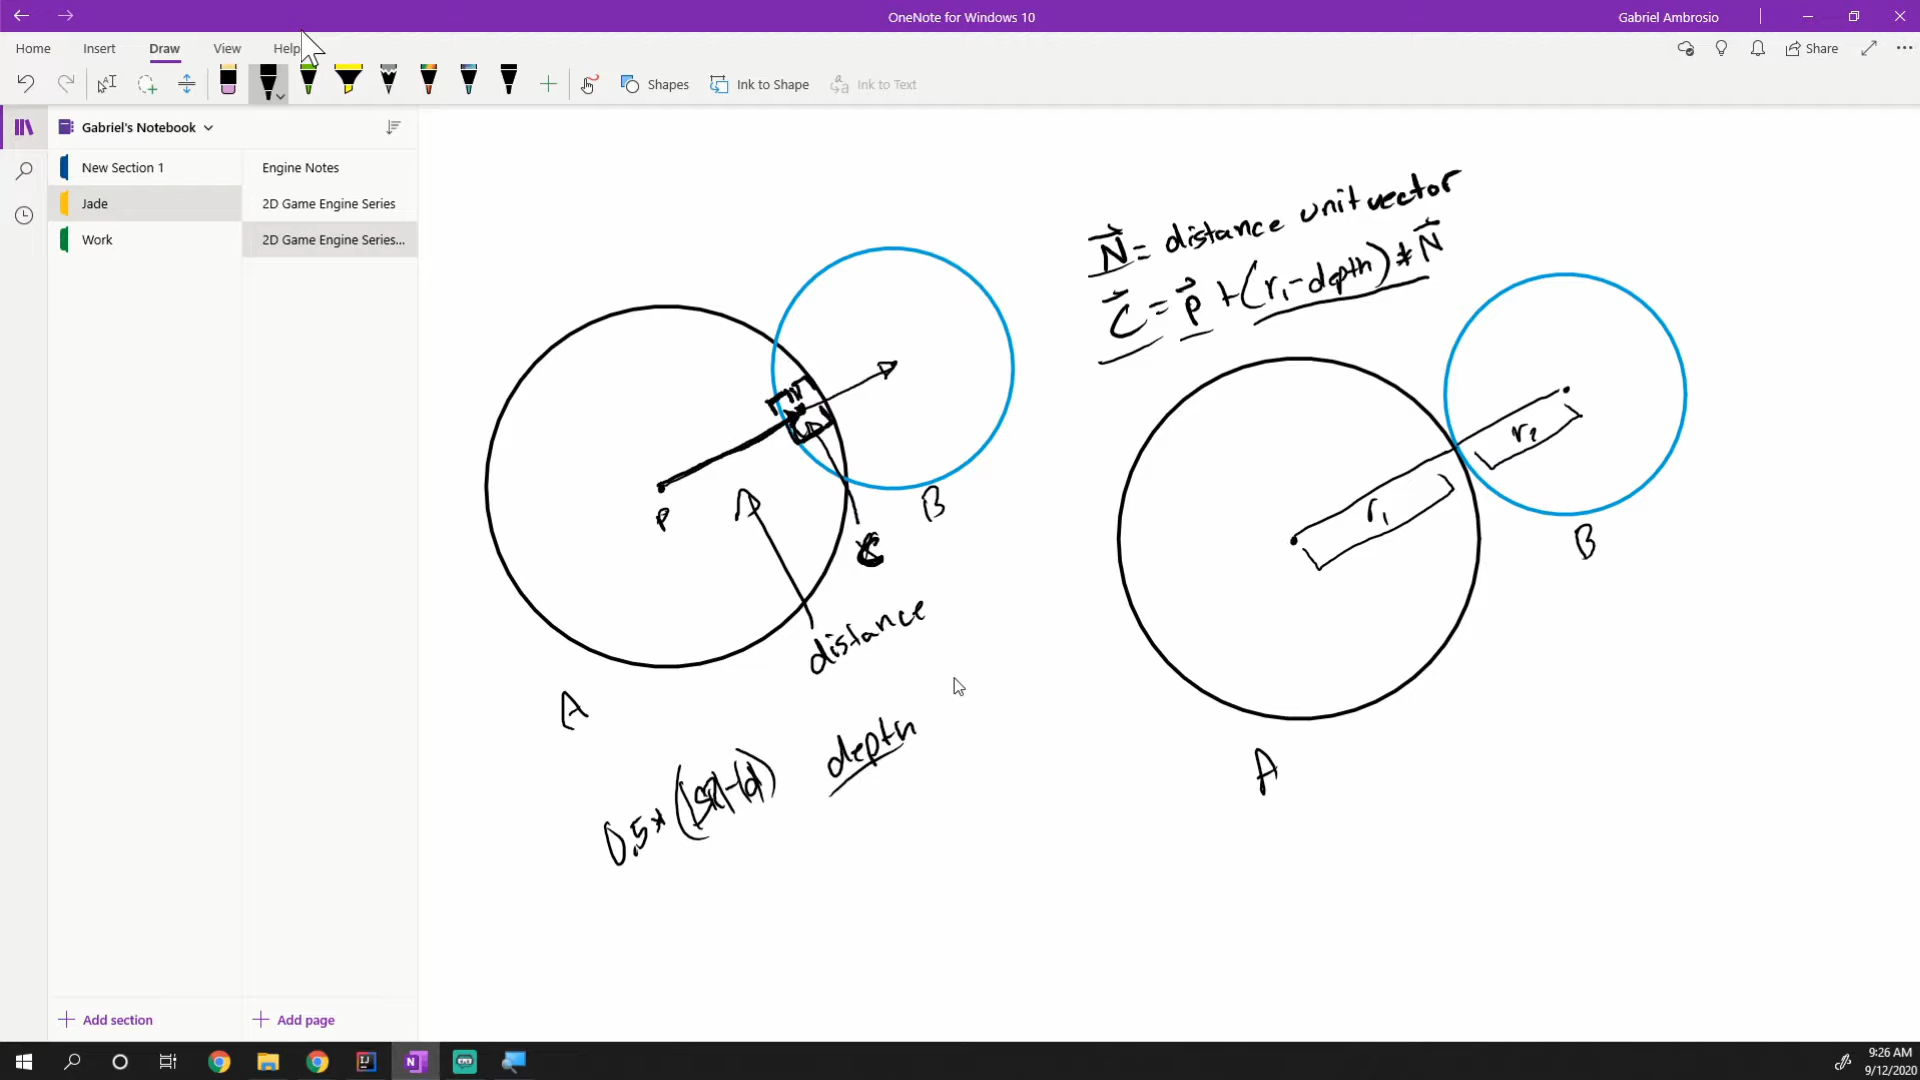 OneNote for Windows 10
Gabriel Ambrosio
Home Insert Draw View Help
Share
Shapes Ink to Shape Ink to Text
Gabriel's Notebook
New Section 1
Jade
Work
Engine Notes
2D Game Engine Series
2D Game Engine Series...
N = distance unit vector
C = p + (r1 - depth) * N
P
B
C
distance
A
depth
0.5*
r2
r1
B
A
Add section
Add page
9:26 AM
9/12/2020